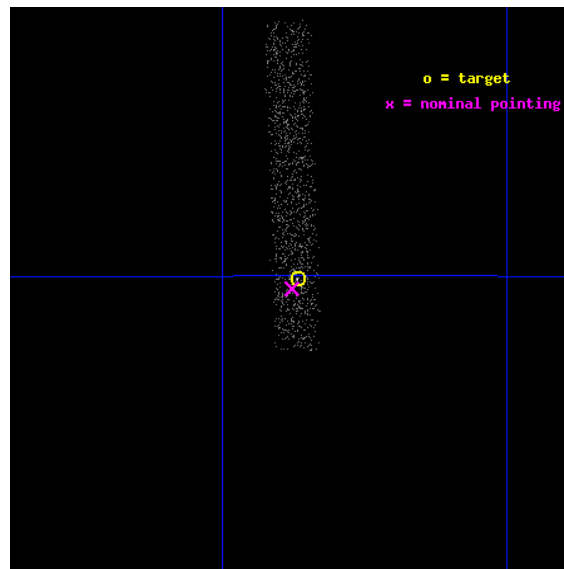 o = target
x = nominal pointing